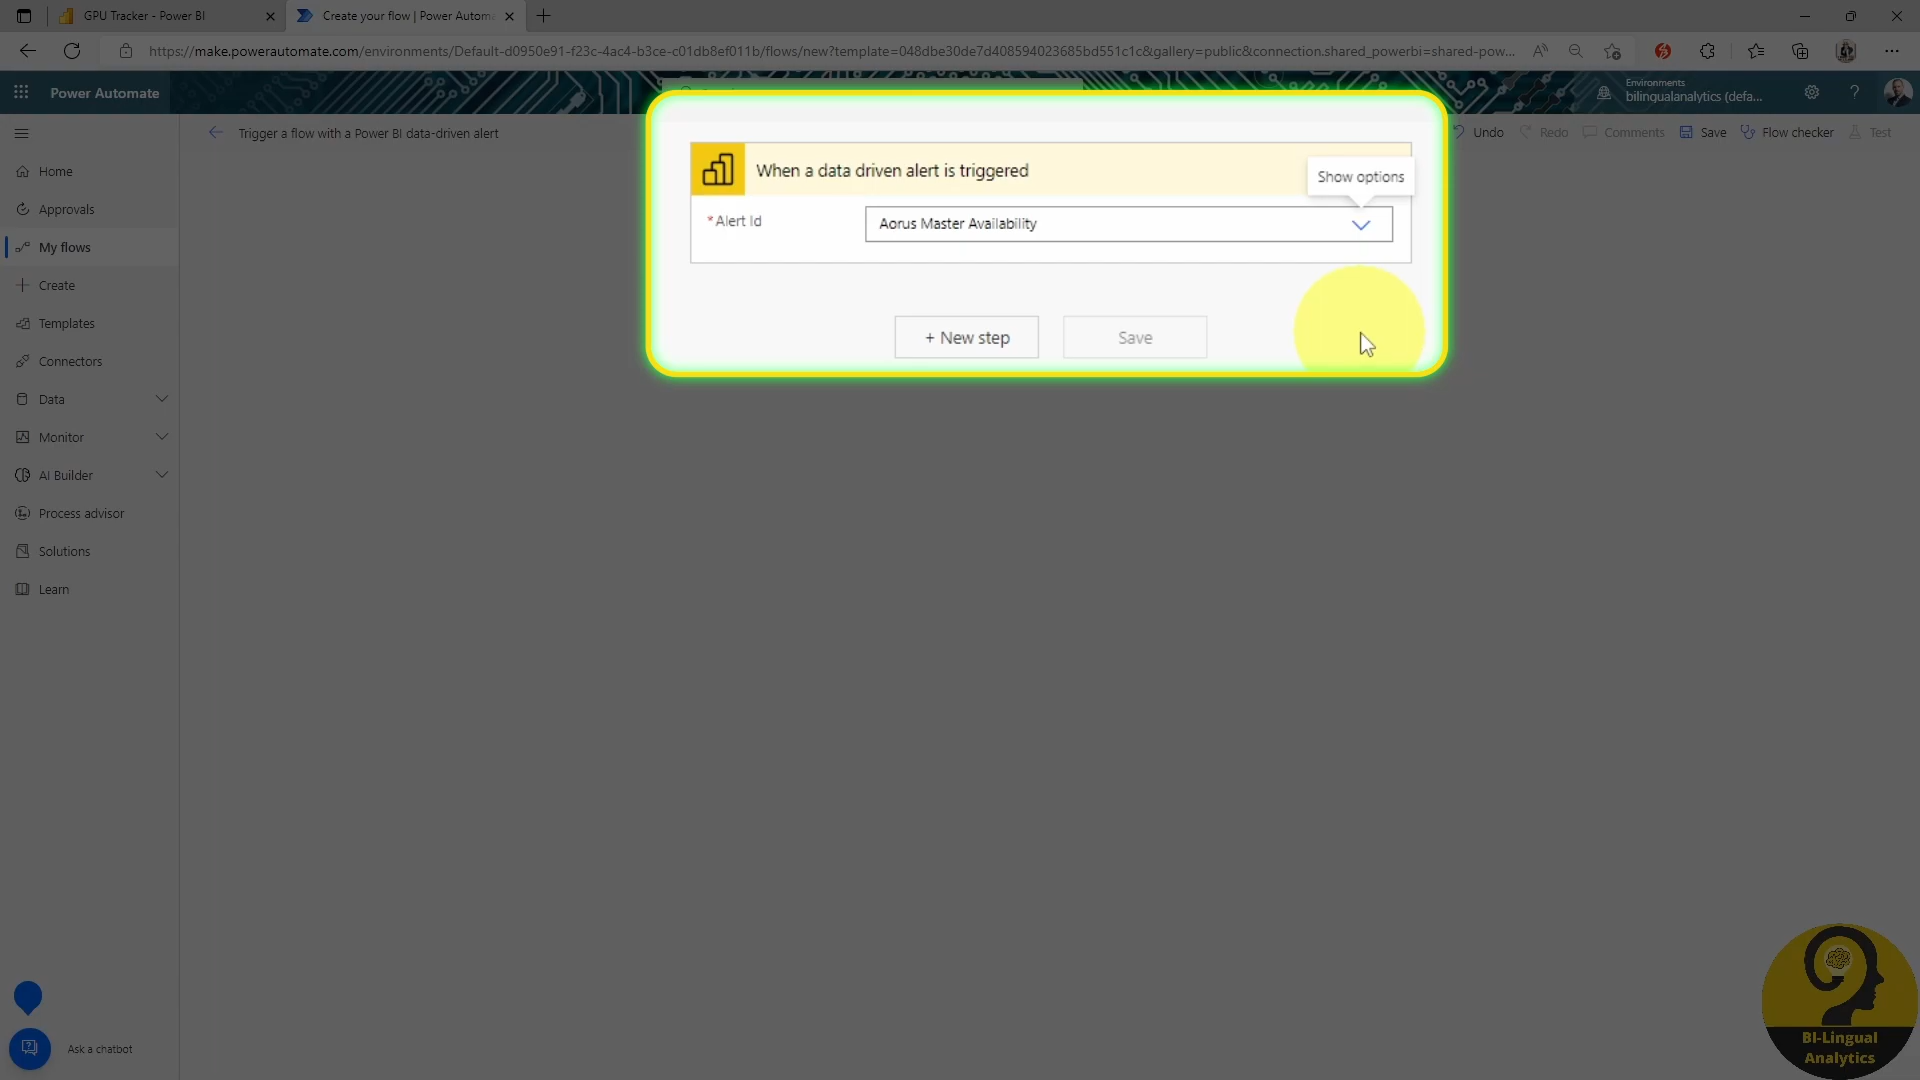 GPU Tracker - Power BI
Create your flow | Power Automa
https://make.powerautomate.com/environments/Default-d0950e91-f23c-4ac4-b3ce-c01db8ef011b/flows/new?template=048dbe30de7d408594023685bd551c1c&gallery=public&connection.shared_powerbi=shared-pow...
Power Automate
Environments
bilingualanalytics (defa...
Trigger a flow with a Power BI data-driven alert
Undo
Redo
Comments
Save
Flow checker
Test
Home
Approvals
My flows
Create
Templates
Connectors
Data
Monitor
AI Builder
Process advisor
Solutions
Learn
When a data driven alert is triggered
Show options
*Alert Id
Aorus Master Availability
+ New step
Save
Ask a chatbot
BI-Lingual
Analytics